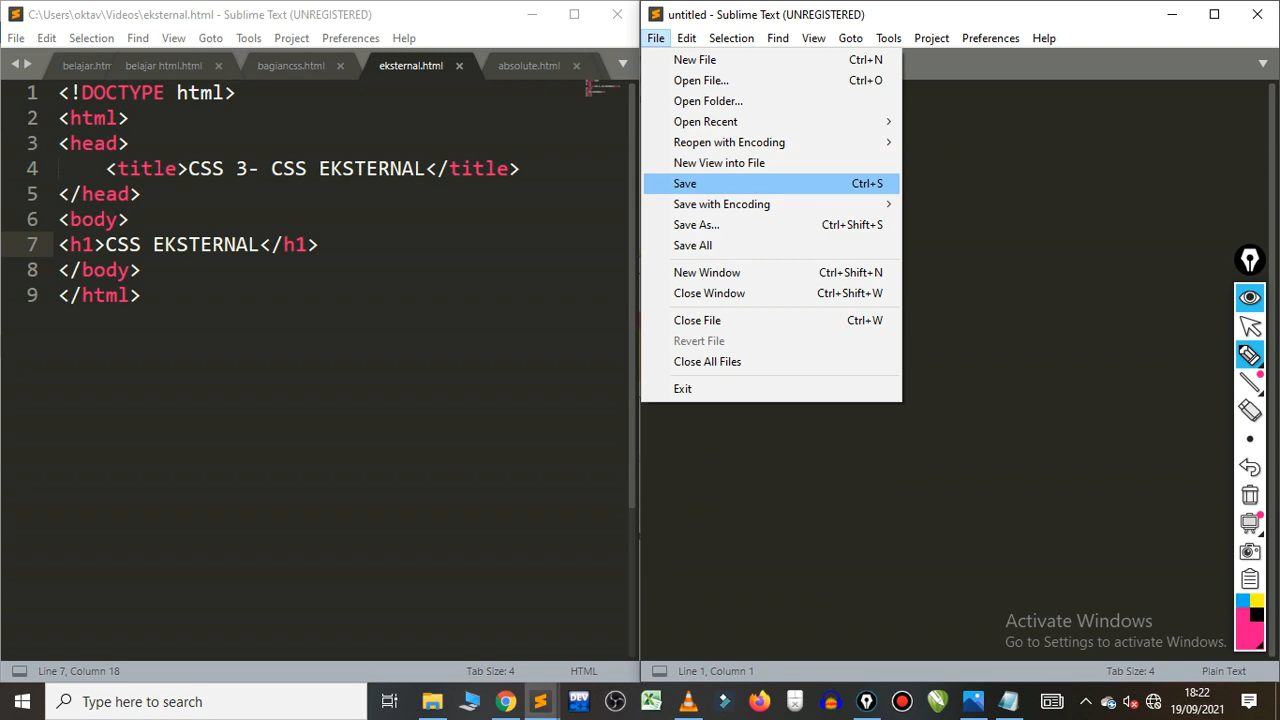 C:\Users\oktav\Videos\eksternal.html - Sublime Text (UNREGISTERED)
File Edit Selection Find View Goto Tools Project Preferences Help
belajar.htm belajar html.html bagiancss.html eksternal.html absolute.html
1 <!DOCTYPE html>
2 <html>
3 <head>
4 <title>CSS 3- CSS EKSTERNAL</title>
5 </head>
6 <body>
7 <h1>CSS EKSTERNAL</h1>
8 </body>
9 </html>
Line 7, Column 18 Tab Size: 4 HTML
untitled - Sublime Text (UNREGISTERED)
File Edit Selection Find View Goto Tools Project Preferences Help
New File Ctrl+N
Open File... Ctrl+O
Open Folder...
Open Recent
Reopen with Encoding
New View into File
Save Ctrl+S
Save with Encoding
Save As... Ctrl+Shift+S
Save All
New Window Ctrl+Shift+N
Close Window Ctrl+Shift+W
Close File Ctrl+W
Revert File
Close All Files
Exit
Activate Windows
Go to Settings to activate Windows.
Line 1, Column 1 Tab Size: 4 Plain Text
Type here to search
DEV
18:22
19/09/2021